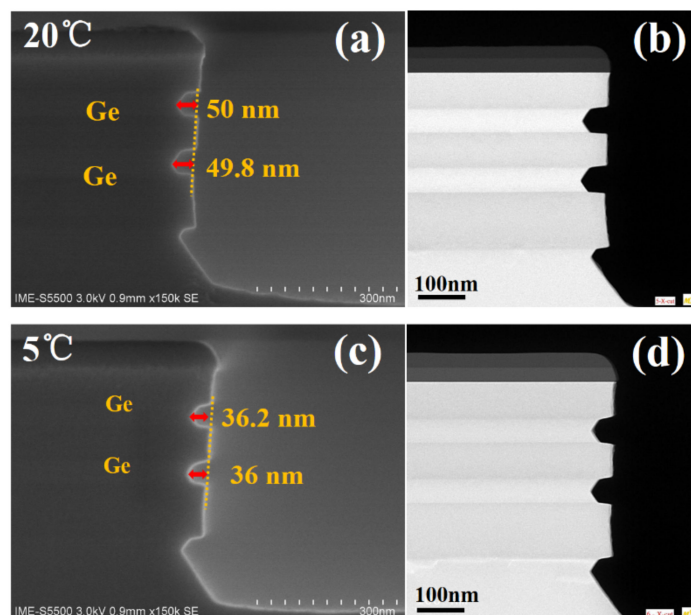 20℃
(a)
Ge
50 nm
Ge
49.8 nm
IME-S5500 3.0kV 0.9mm x150k SE
300nm
(b)
100nm
5℃
(c)
Ge
36.2 nm
Ge
36 nm
IME-S5500 3.0kV 0.9mm x150k SE
300nm
(d)
100nm